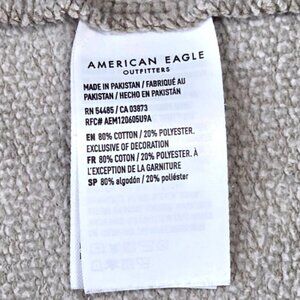 AMERICAN EAGLE
OUTFITTERS
MADE IN PAKISTAN / FABRIQUÉ AU
PAKISTAN / HECHO EN PAKISTÁN
RN 54485 / CA 03873
RFC# AEM120605U9A
EN 80% COTTON / 20% POLYESTER.
EXCLUSIVE OF DECORATION
FR 80% COTON / 20% POLYESTER. À
L'EXCEPTION DE LA GARNITURE
SP 80% algodón / 20% poliéster